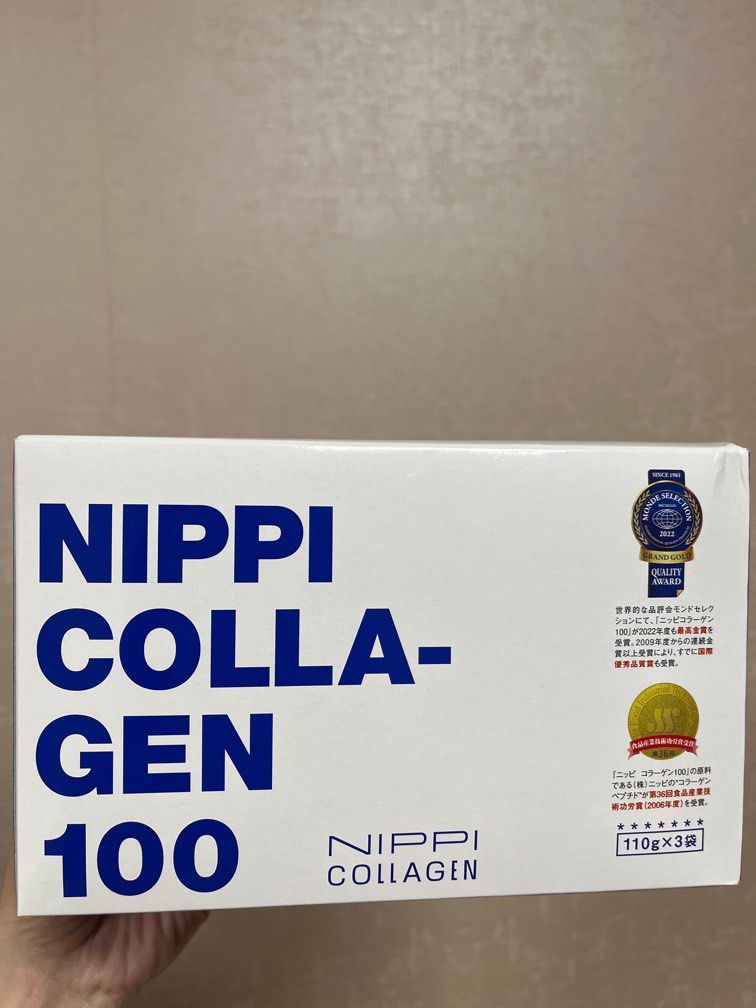 NIPPI
COLLA-
GEN
100
NIPPI
COLLAGEN
SINCE 1961
MONDE SELECTION
BRUXELLES
2022
GRAND GOLD
QUALITY
AWARD
世界的な品評会モンドセレク
ションにて、「ニッピコラーゲン
100」が2022年度も最高金賞を
受賞。2009年度からの連続金
賞以上受賞により、すでに国際
優秀品質賞も受賞。
Food Industrial Technology
食品産業技術功労賞受賞
第36回
「ニッピ コラーゲン100」の原料
である(株)ニッピの"コラーゲン
ペプチド"が第36回食品産業技
術功労賞(2006年度)を受賞。
★★★★★★★
110g×3袋